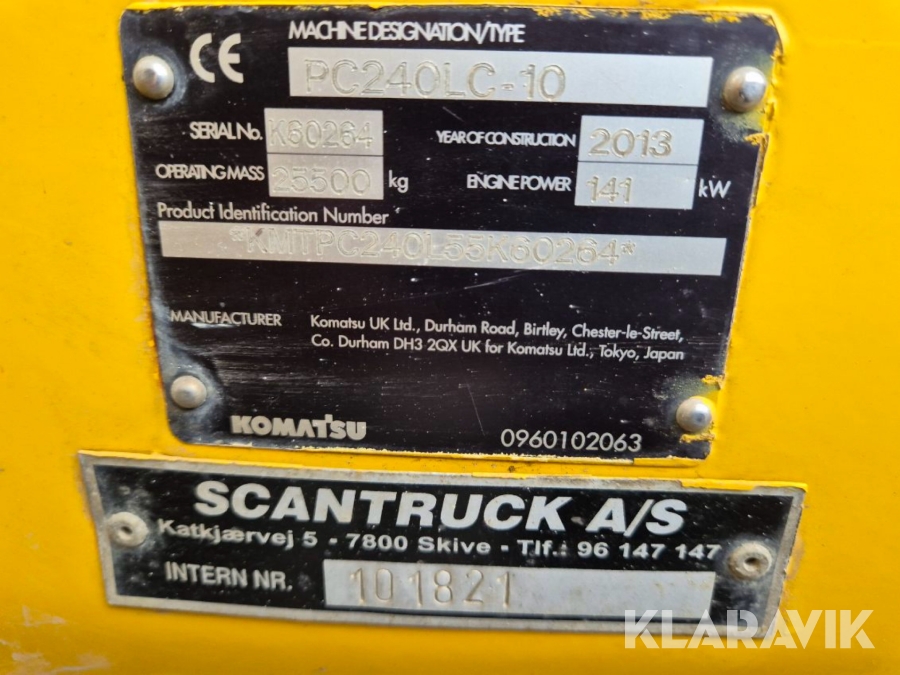 CE
MACHINE DESIGNATION/TYPE
PC240LC-10
SERIAL No. K60264 YEAR OF CONSTRUCTION 2013
OPERATING MASS 25500 kg ENGINE POWER 141 kW
Product Identification Number
*KMTPC240L55K60264*
MANUFACTURER Komatsu UK Ltd., Durham Road, Birtley, Chester-le-Street,
Co. Durham DH3 2QX UK for Komatsu Ltd., Tokyo, Japan
KOMATSU 0960102063
SCANTRUCK A/S
Katkjærvej 5 - 7800 Skive - Tlf.: 96 147 147
INTERN NR. 101821
KLARAVIK